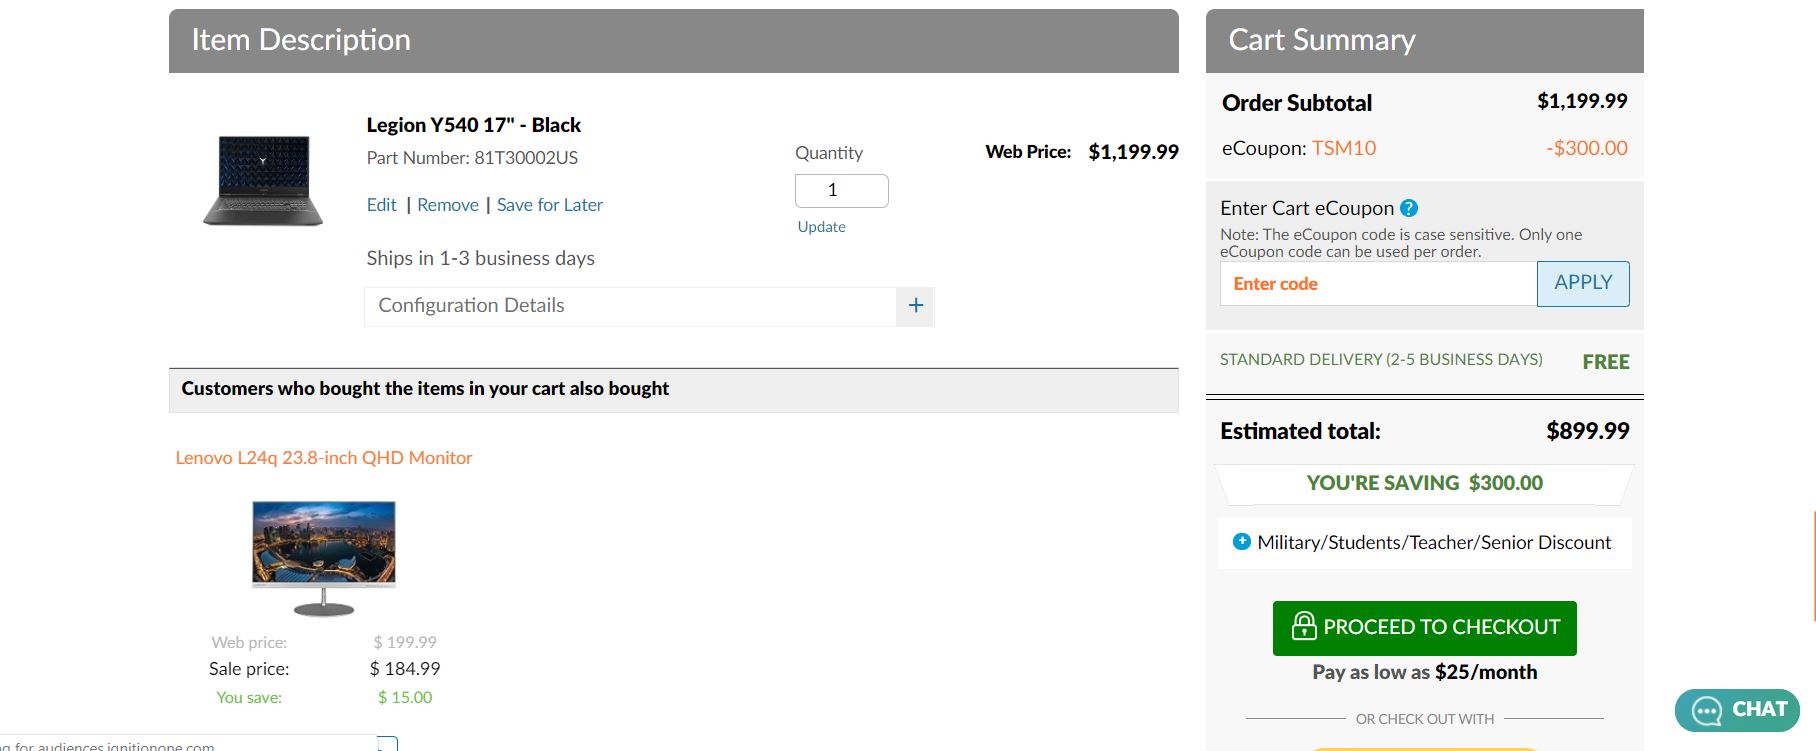 Item Description
Legion Y540 17" - Black
Part Number: 81T30002US
Edit | Remove | Save for Later
Ships in 1-3 business days
Configuration Details +
Quantity
1
Update
Web Price: $1,199.99
Customers who bought the items in your cart also bought
Lenovo L24q 23.8-inch QHD Monitor
Web price: $ 199.99
Sale price: $ 184.99
You save: $ 15.00
Cart Summary
Order Subtotal $1,199.99
eCoupon: TSM10 -$300.00
Enter Cart eCoupon ?
Note: The eCoupon code is case sensitive. Only one
eCoupon code can be used per order.
Enter code APPLY
STANDARD DELIVERY (2-5 BUSINESS DAYS) FREE
Estimated total: $899.99
YOU'RE SAVING $300.00
Military/Students/Teacher/Senior Discount
PROCEED TO CHECKOUT
Pay as low as $25/month
OR CHECK OUT WITH
CHAT
for audiences.ignitionone.com